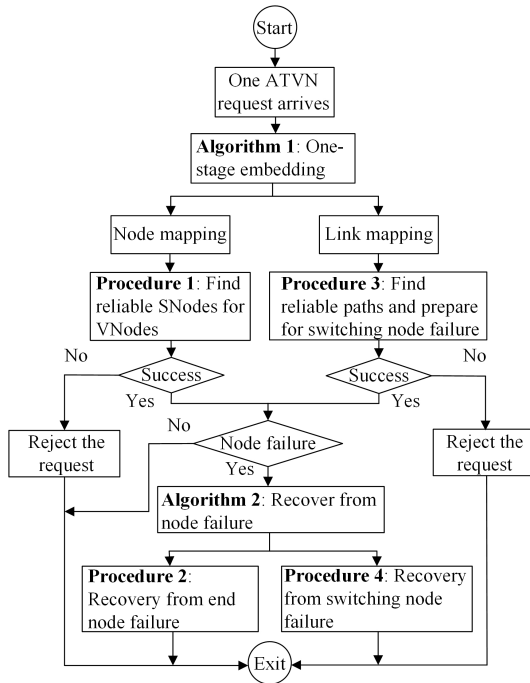 Start
One ATVN
request arrives
Algorithm 1: One-
stage embedding
Node mapping
Link mapping
Procedure 1: Find
reliable SNodes for
VNodes
Procedure 3: Find
reliable paths and prepare
for switching node failure
No
Success
Yes
No
Success
Yes
Reject the
request
No
Node failure
Yes
Reject the
request
Algorithm 2: Recover from
node failure
Procedure 2:
Recovery from end
node failure
Procedure 4: Recovery
from switching node
failure
Exit